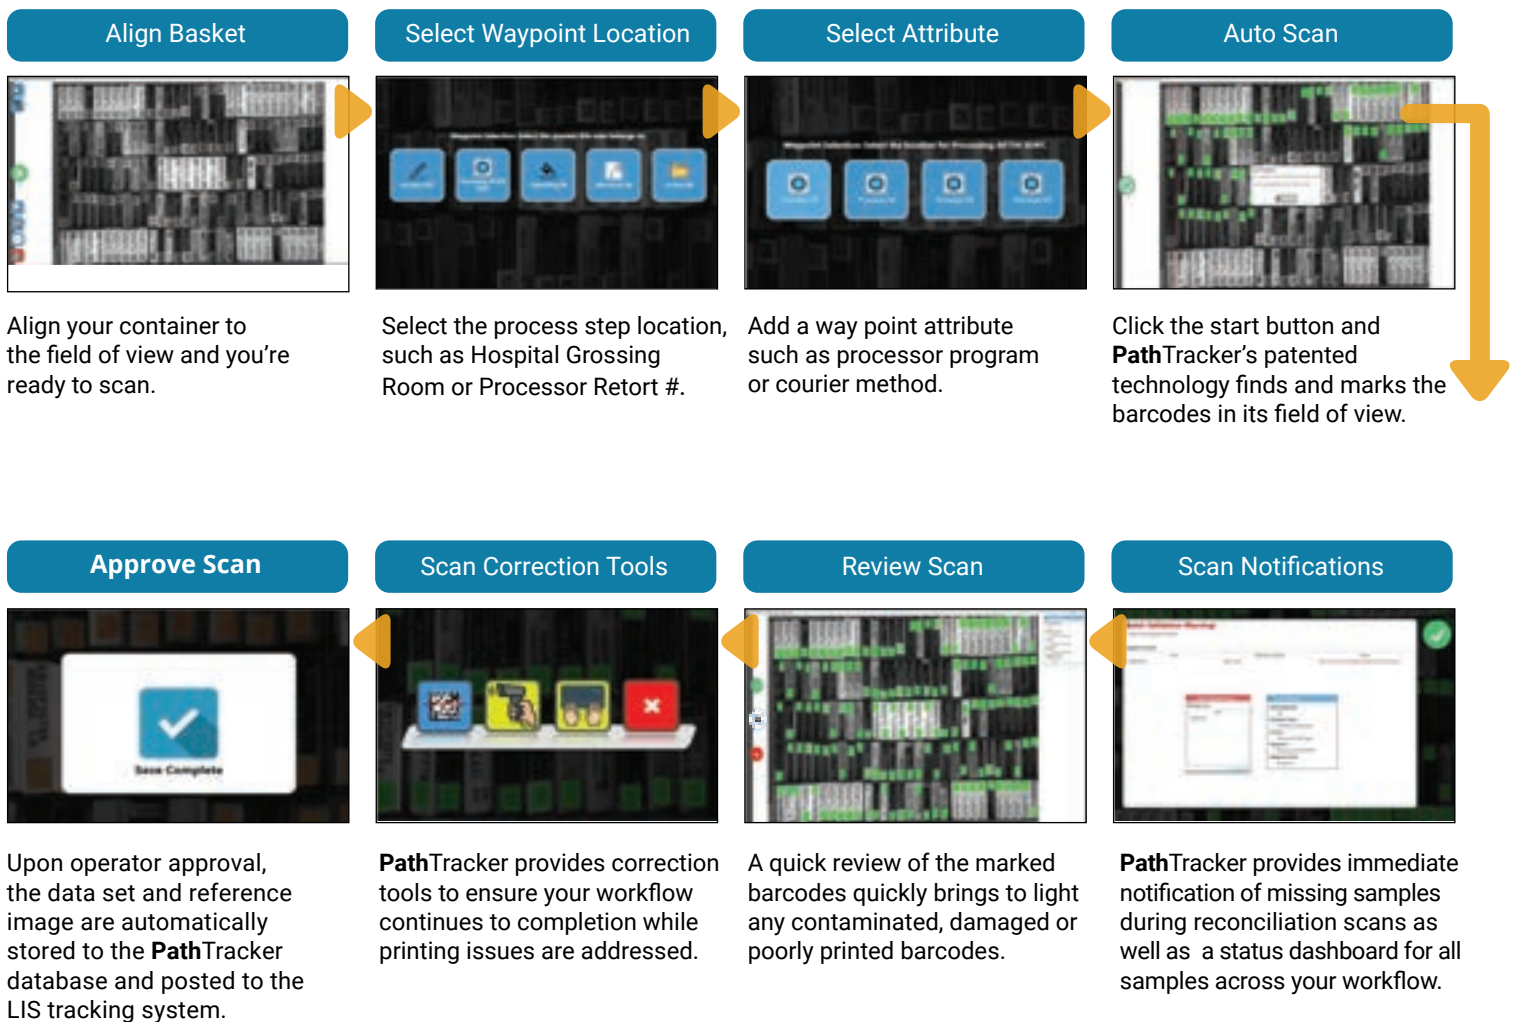 Align Basket
Select Waypoint Location
Select Attribute
Auto Scan
Align your container to
the field of view and you're
ready to scan.
Select the process step location,
such as Hospital Grossing
Room or Processor Retort #.
Add a way point attribute
such as processor program
or courier method.
Click the start button and
PathTracker's patented
technology finds and marks the
barcodes in its field of view.
Approve Scan
Scan Correction Tools
Review Scan
Scan Notifications
Save Complete
Upon operator approval,
the data set and reference
image are automatically
stored to the PathTracker
database and posted to the
LIS tracking system.
PathTracker provides correction
tools to ensure your workflow
continues to completion while
printing issues are addressed.
A quick review of the marked
barcodes quickly brings to light
any contaminated, damaged or
poorly printed barcodes.
PathTracker provides immediate
notification of missing samples
during reconciliation scans as
well as a status dashboard for all
samples across your workflow.